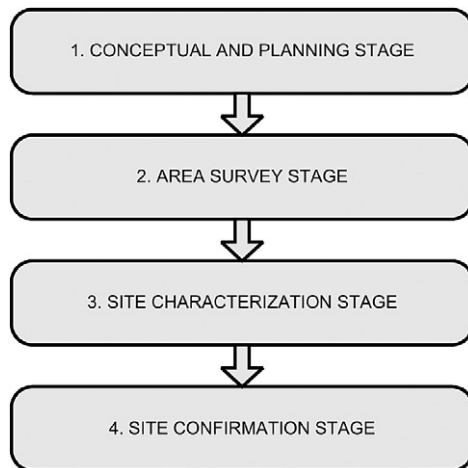 1. CONCEPTUAL AND PLANNING STAGE
2. AREA SURVEY STAGE
3. SITE CHARACTERIZATION STAGE
4. SITE CONFIRMATION STAGE